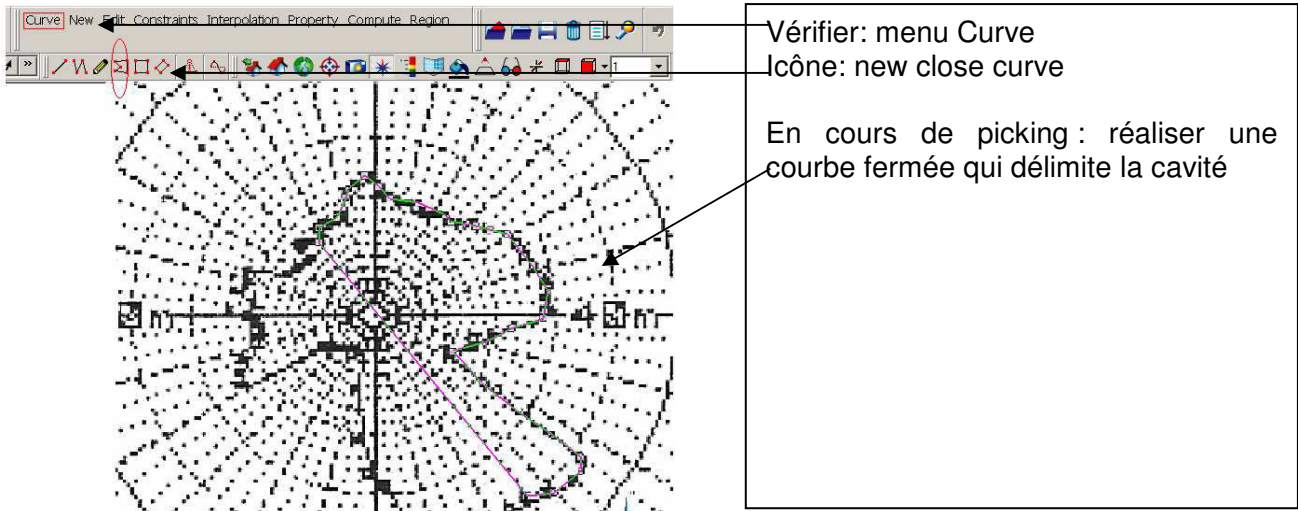 Curve New Edit Constraints Interpolation Property Compute Region
1
Vérifier: menu Curve
Icône: new close curve
En cours de picking : réaliser une
courbe fermée qui délimite la cavité